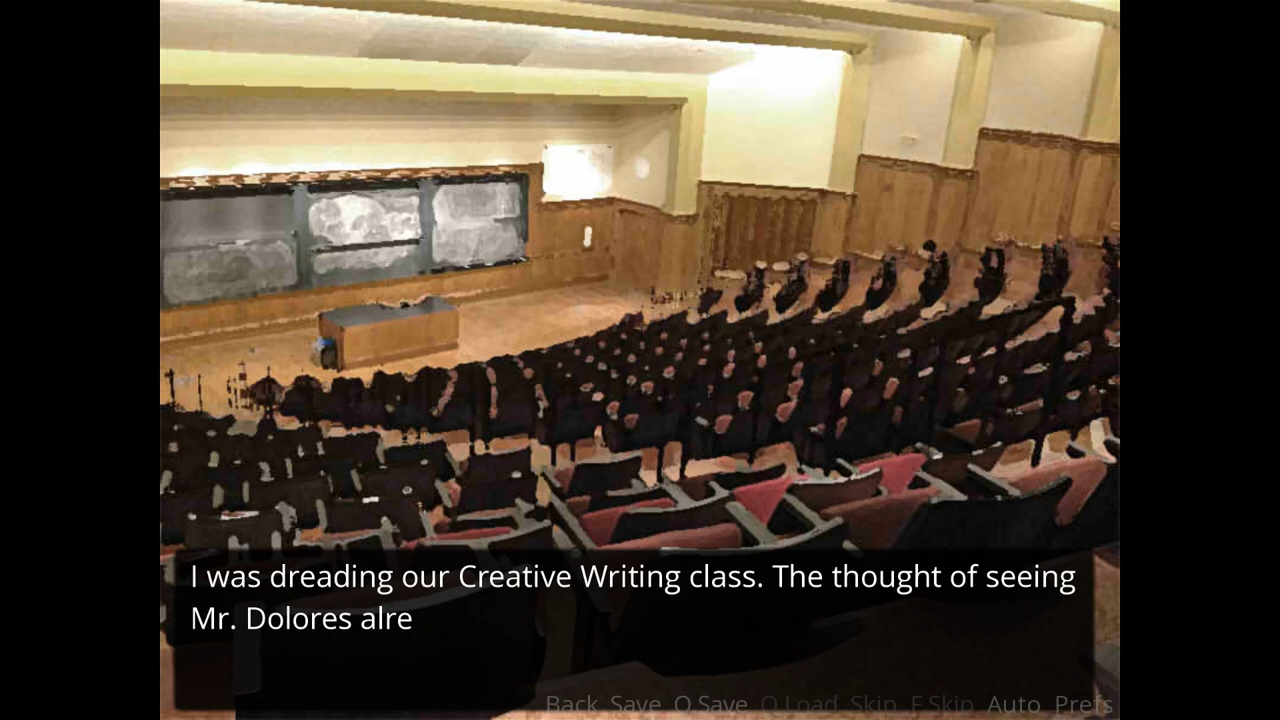 I was dreading our Creative Writing class. The thought of seeing
Mr. Dolores alre
Back Save Q.Save Q.Load Skip F.Skip Auto Prefs